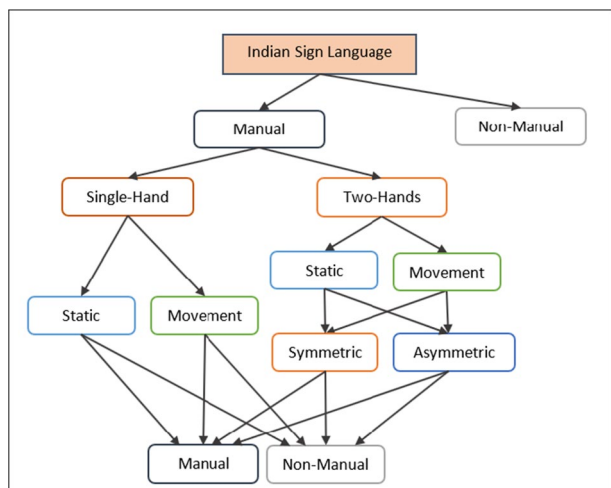 Indian Sign Language
Manual
Non-Manual
Single-Hand
Two-Hands
Static
Movement
Static
Movement
Symmetric
Asymmetric
Manual
Non-Manual